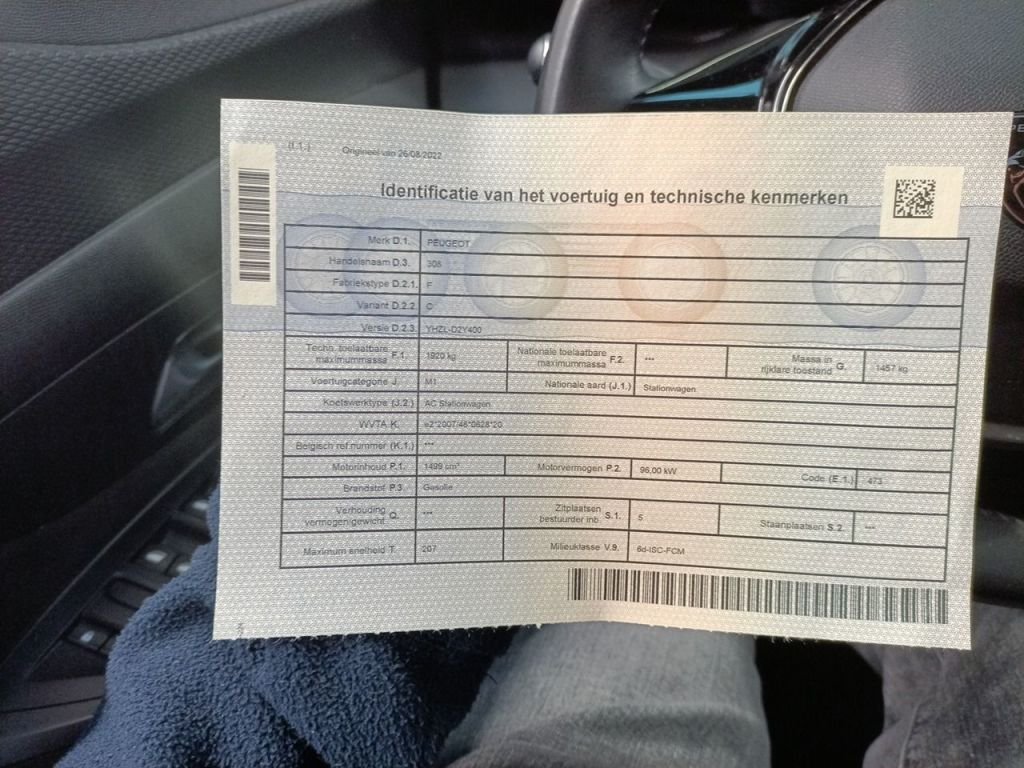 (I.1.)
Origineel van 26/08/2022
Identificatie van het voertuig en technische kenmerken
Merk D.1. PEUGEOT
Handelsnaam D.3. 308
Fabriekstype D.2.1. F
Variant D.2.2. C
Versie D.2.3. YHZL-D2Y400
Techn. toelaatbare maximummassa F.1. 1920 kg Nationale toelaatbare maximummassa F.2. --- Massa in rijklare toestand G. 1457 kg
Voertuigcategorie J. M1 Nationale aard (J.1.) Stationwagen
Koetswerktype (J.2.) AC Stationwagen
WVTA K. e2*2007/46*0628*20
Belgisch ref.nummer (K.1.) ---
Motorinhoud P.1. 1499 cm³ Motorvermogen P.2. 96,00 kW Code (E.1.) 473
Brandstof P.3. Gasolie
Verhouding vermogen/gewicht Q. --- Zitplaatsen bestuurder inb. S.1. 5 Staanplaatsen S.2. ---
Maximum snelheid T. 207 Milieuklasse V.9. 6d-ISC-FCM